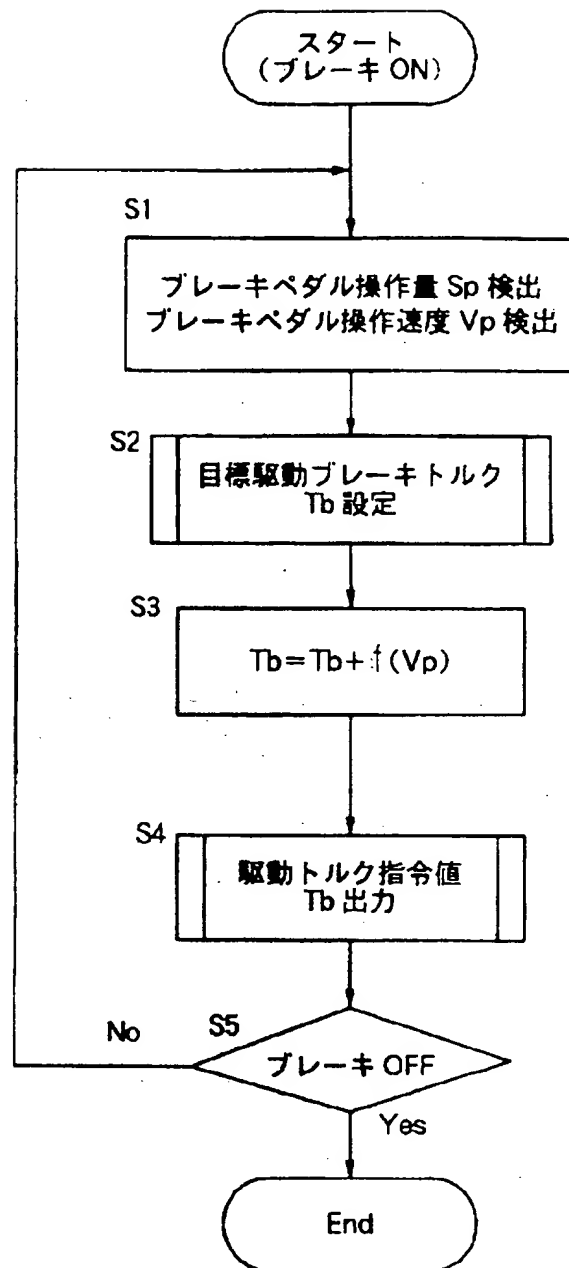 スタート
(ブレーキ ON)
S1
ブレーキペダル操作量 Sp 検出
ブレーキペダル操作速度 Vp 検出
S2
目標駆動ブレーキトルク
Tb 設定
S3
Tb=Tb+f(Vp)
S4
駆動トルク指令値
Tb 出力
No
S5
ブレーキ OFF
Yes
End